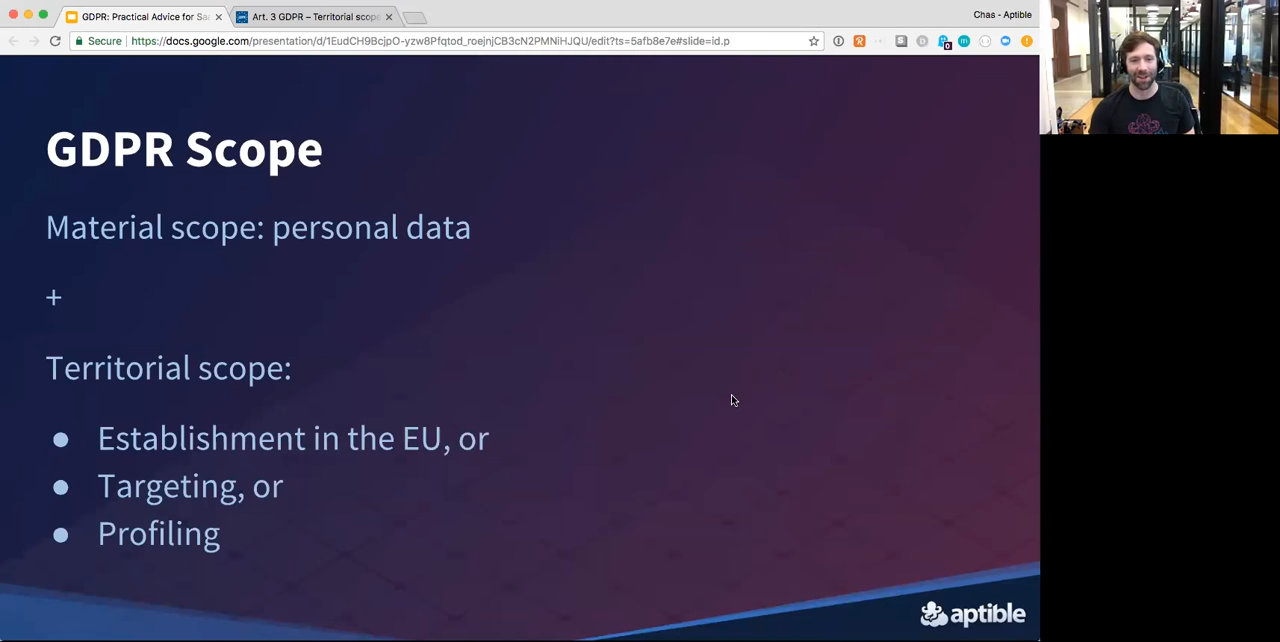 GDPR: Practical Advice for Sa
Art. 3 GDPR – Territorial scope
Chas - Aptible
Secure
https://docs.google.com/presentation/d/1EudCH9BcjpO-yzw8Pfqtod_roejnjCB3cN2PMNiHJQU/edit?ts=5afb8e7e#slide=id.p
0
GDPR Scope
Material scope: personal data
+
Territorial scope:
● Establishment in the EU, or
● Targeting, or
● Profiling
aptible